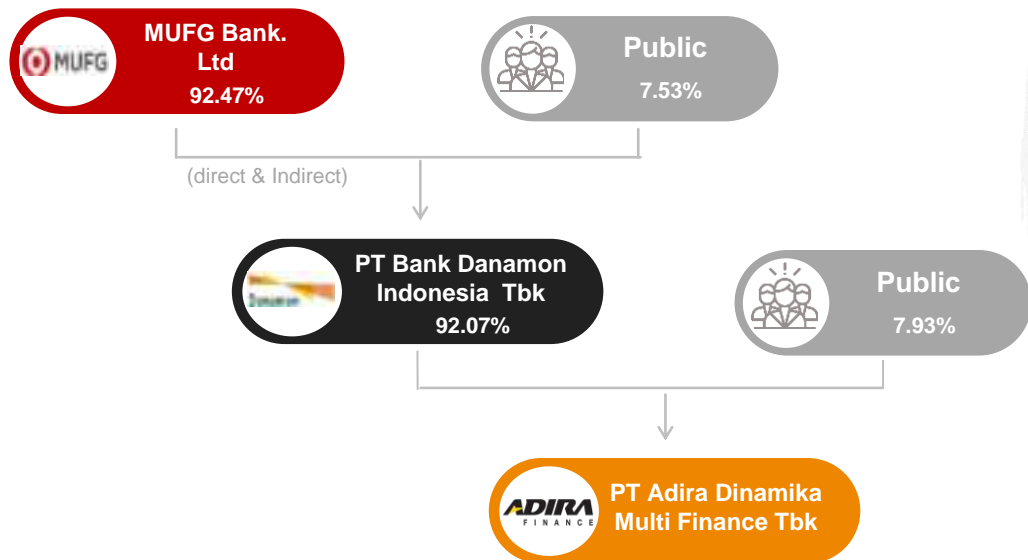 MUFG
MUFG Bank.
Ltd
92.47%
Public
7.53%
(direct & Indirect)
Danamon
PT Bank Danamon
Indonesia Tbk
92.07%
Public
7.93%
ADIRA
FINANCE
PT Adira Dinamika
Multi Finance Tbk